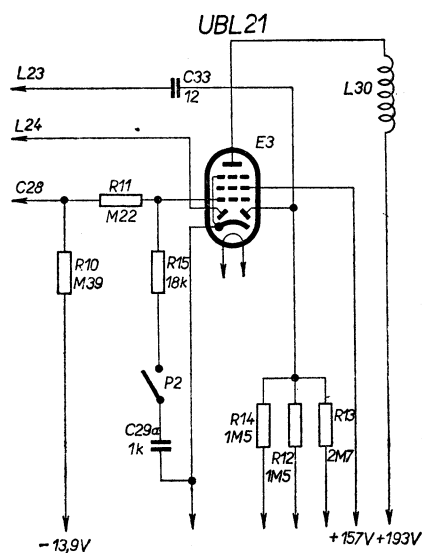 UBL21
L23
C33
12
L30
L24
E3
C28
R11
M22
R10
M39
R15
18k
P2
C29a
1k
R14
1M5
R12
1M5
R13
2M7
-13,9V
+157V
+193V